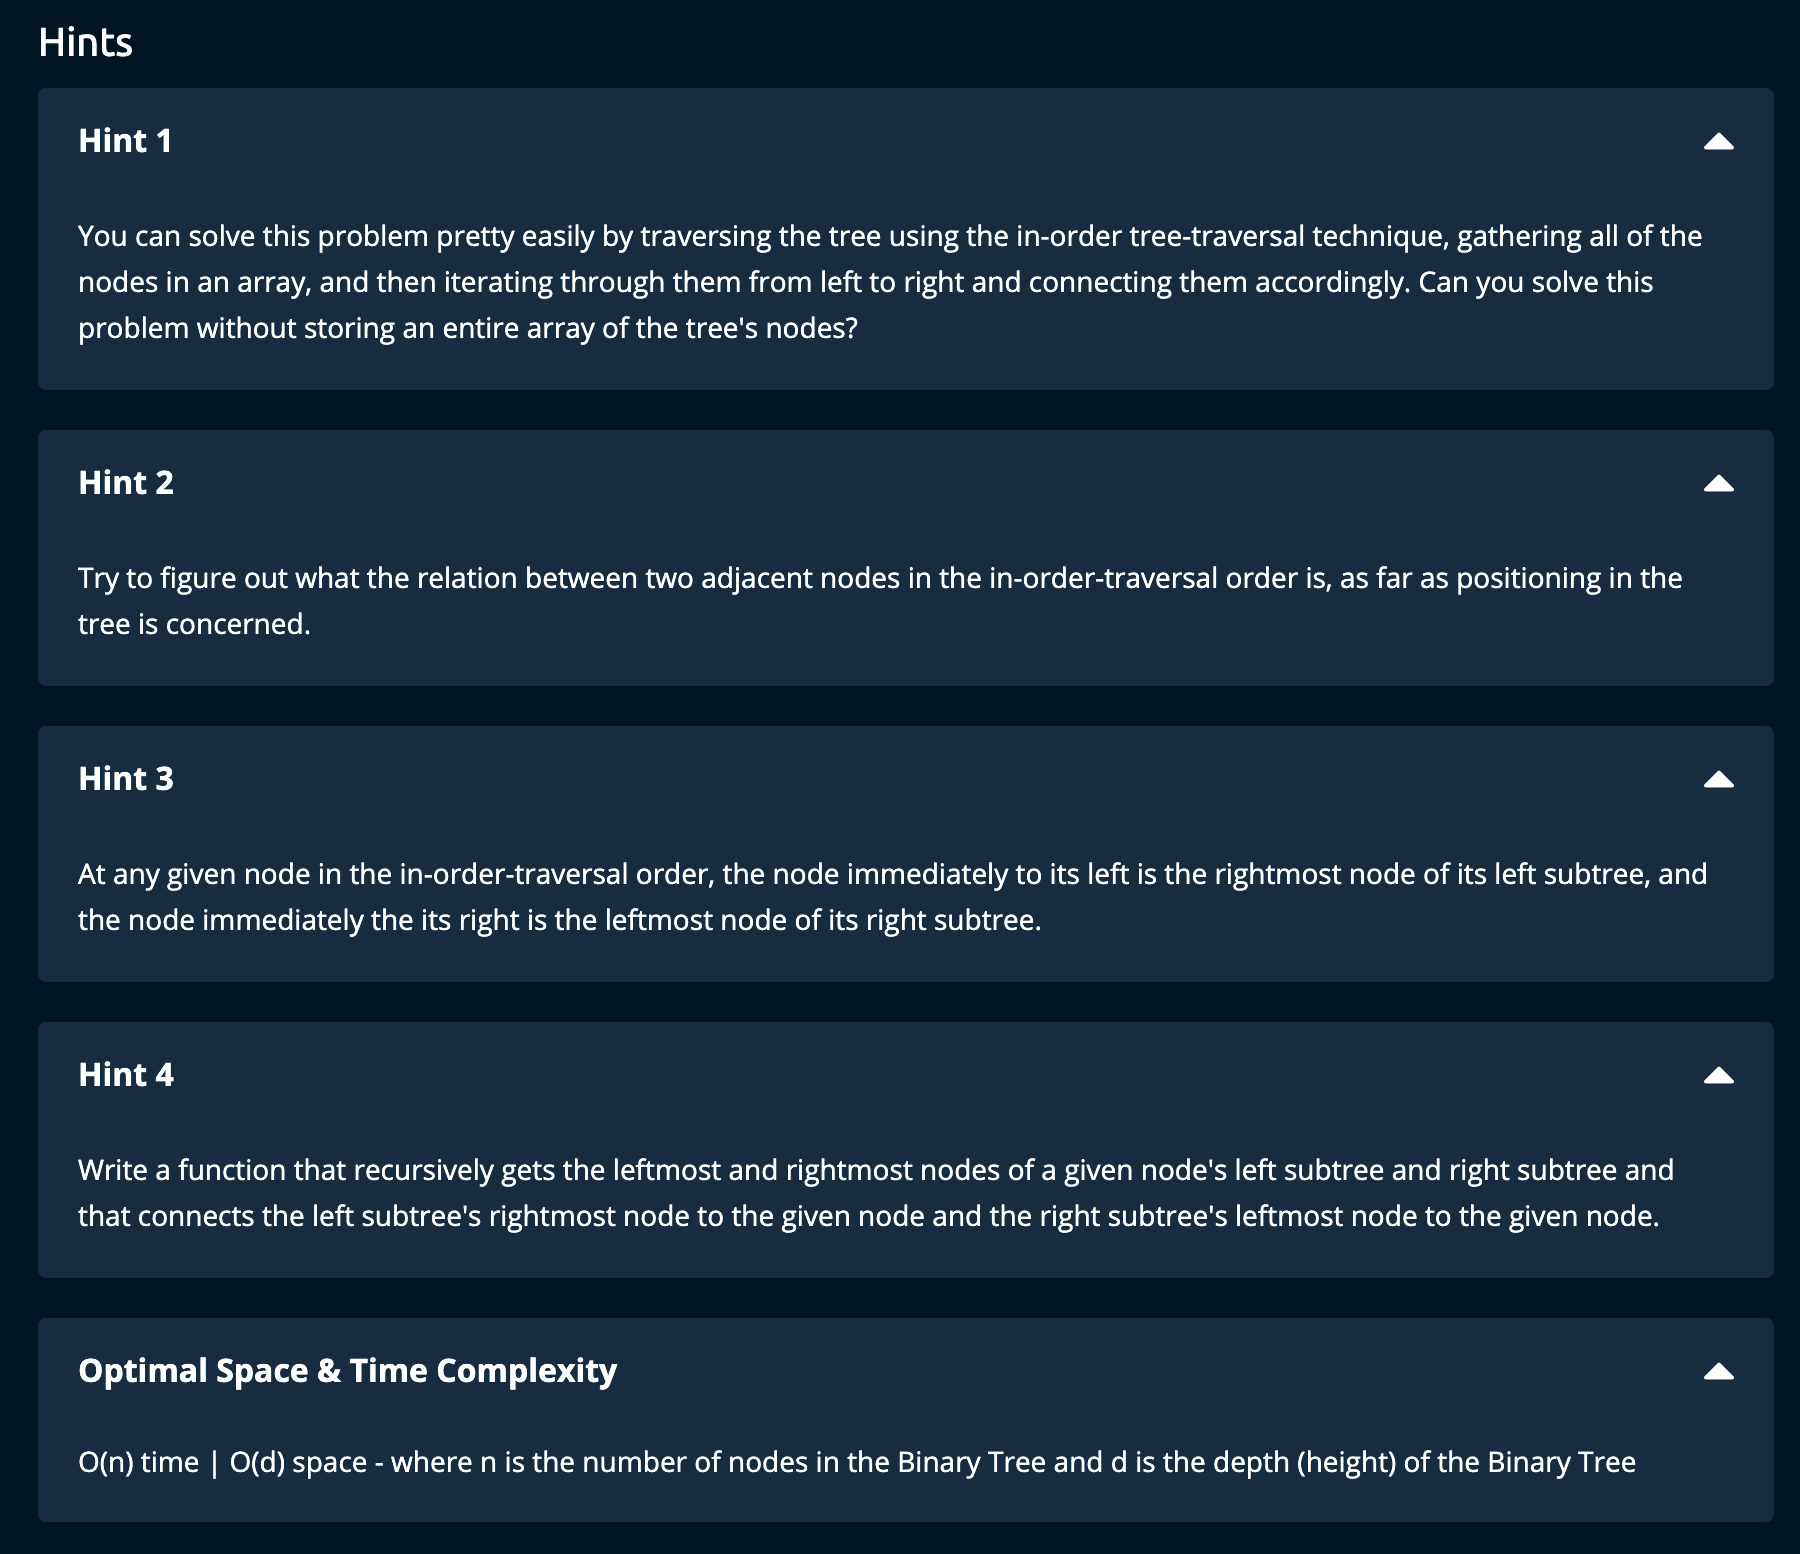 Hints
Hint 1
You can solve this problem pretty easily by traversing the tree using the in-order tree-traversal technique, gathering all of the
nodes in an array, and then iterating through them from left to right and connecting them accordingly. Can you solve this
problem without storing an entire array of the tree's nodes?
Hint 2
Try to figure out what the relation between two adjacent nodes in the in-order-traversal order is, as far as positioning in the
tree is concerned.
Hint 3
At any given node in the in-order-traversal order, the node immediately to its left is the rightmost node of its left subtree, and
the node immediately the its right is the leftmost node of its right subtree.
Hint 4
Write a function that recursively gets the leftmost and rightmost nodes of a given node's left subtree and right subtree and
that connects the left subtree's rightmost node to the given node and the right subtree's leftmost node to the given node.
Optimal Space & Time Complexity
O(n) time | O(d) space - where n is the number of nodes in the Binary Tree and d is the depth (height) of the Binary Tree